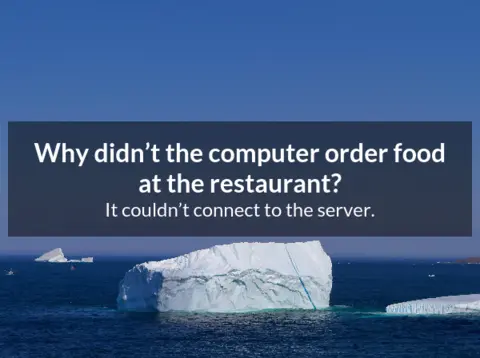 Why didn’t the computer order food
at the restaurant?
It couldn’t connect to the server.